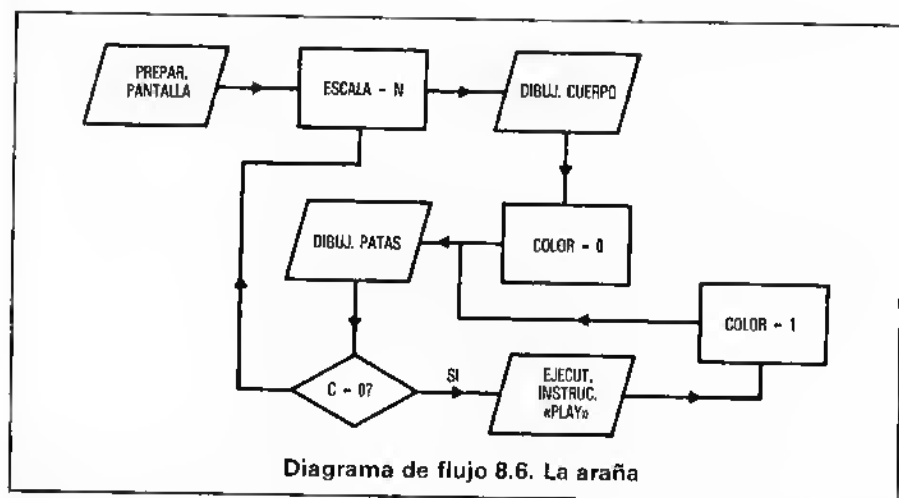 PREPAR.
PANTALLA
ESCALA - N
DIBUJ. CUERPO
DIBUJ. PATAS
COLOR - 0
COLOR - 1
C - 0?
SI
EJECUT.
INSTRUC.
«PLAY»
Diagrama de flujo 8.6. La araña